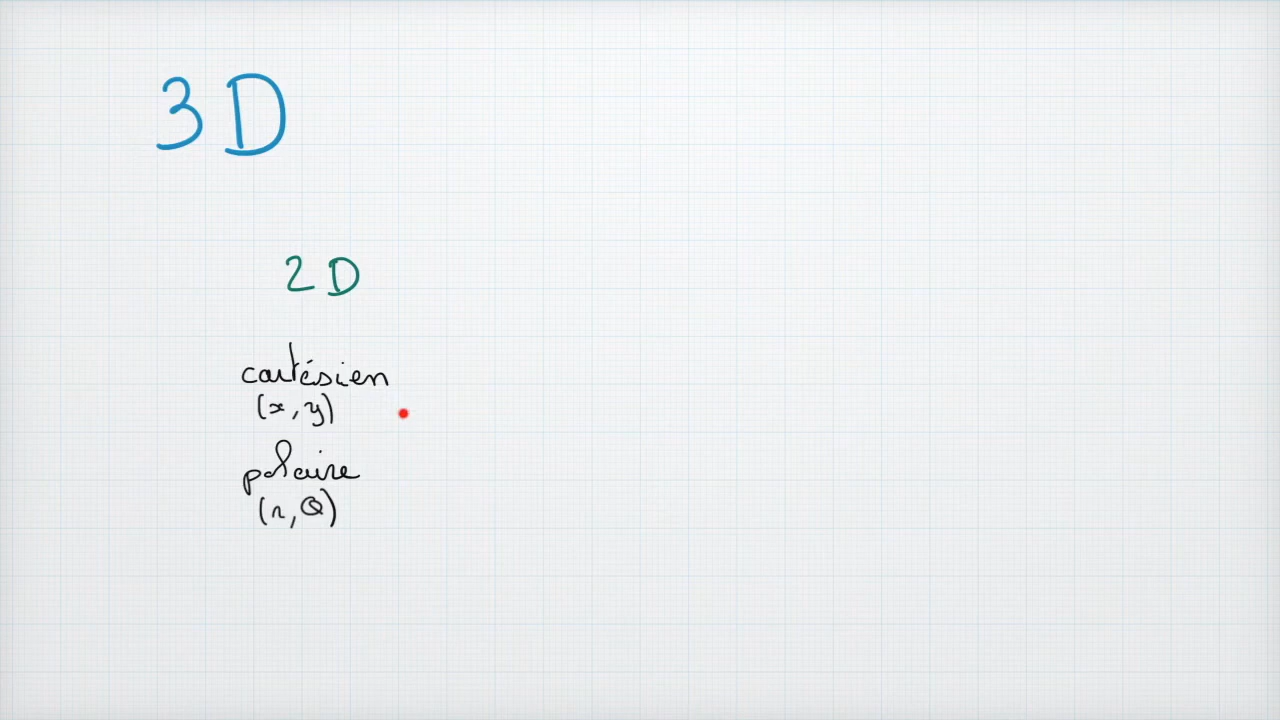 3D
2D
cartésien
(x, y)
polaire
(r, θ)